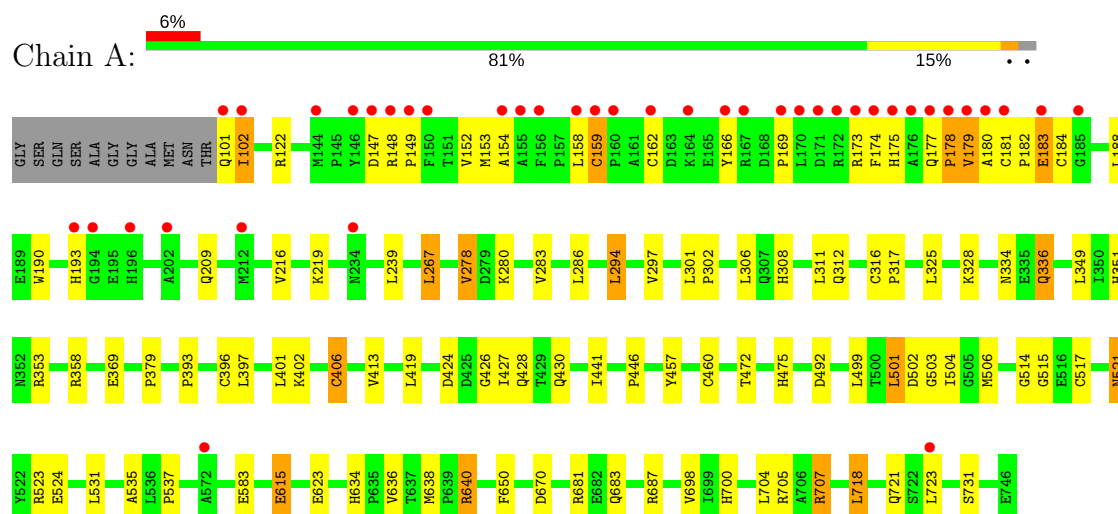 6%
Chain A:
81% 15% • •
GLY SER GLN HIS SER ALA GLY GLY ALA MET ASN THR Q101 I102 R122 M144 P145 Y146 D147 R148 P149 F150 T151 V152 M153 A154 A155 F156 P157 L158 C159 P160 A161 C162 D163 K164 E165 Y166 R167 D168 P169 L170 D171 R172 R173 F174 H175 A176 Q177 P178 V179 A180 C181 P182 E183 C184 G185 L188
E189 W190 H193 G194 E195 H196 A202 Q209 M212 V216 K219 N234 L239 L267 V278 D279 K280 V283 L286 L294 V297 L301 P302 L306 Q307 H308 L311 Q312 C316 P317 L325 K328 N334 E335 Q336 L349 I350 H351
N352 R353 R358 E369 P379 P393 C396 L397 L401 K402 C406 V413 L419 D424 D425 G426 I427 Q428 T429 Q430 I441 P446 Y457 C460 T472 H475 D492 L499 T500 L501 D502 G503 I504 G505 M506 G514 G515 E516 C517 N521
Y522 R523 E524 L531 A535 L536 P537 A572 E583 E615 E623 H634 P635 V636 T637 M638 P639 R640 F650 D670 R681 E682 Q683 R687 V698 I699 H700 L704 R705 A706 R707 L718 Q721 S722 L723 S731 E746